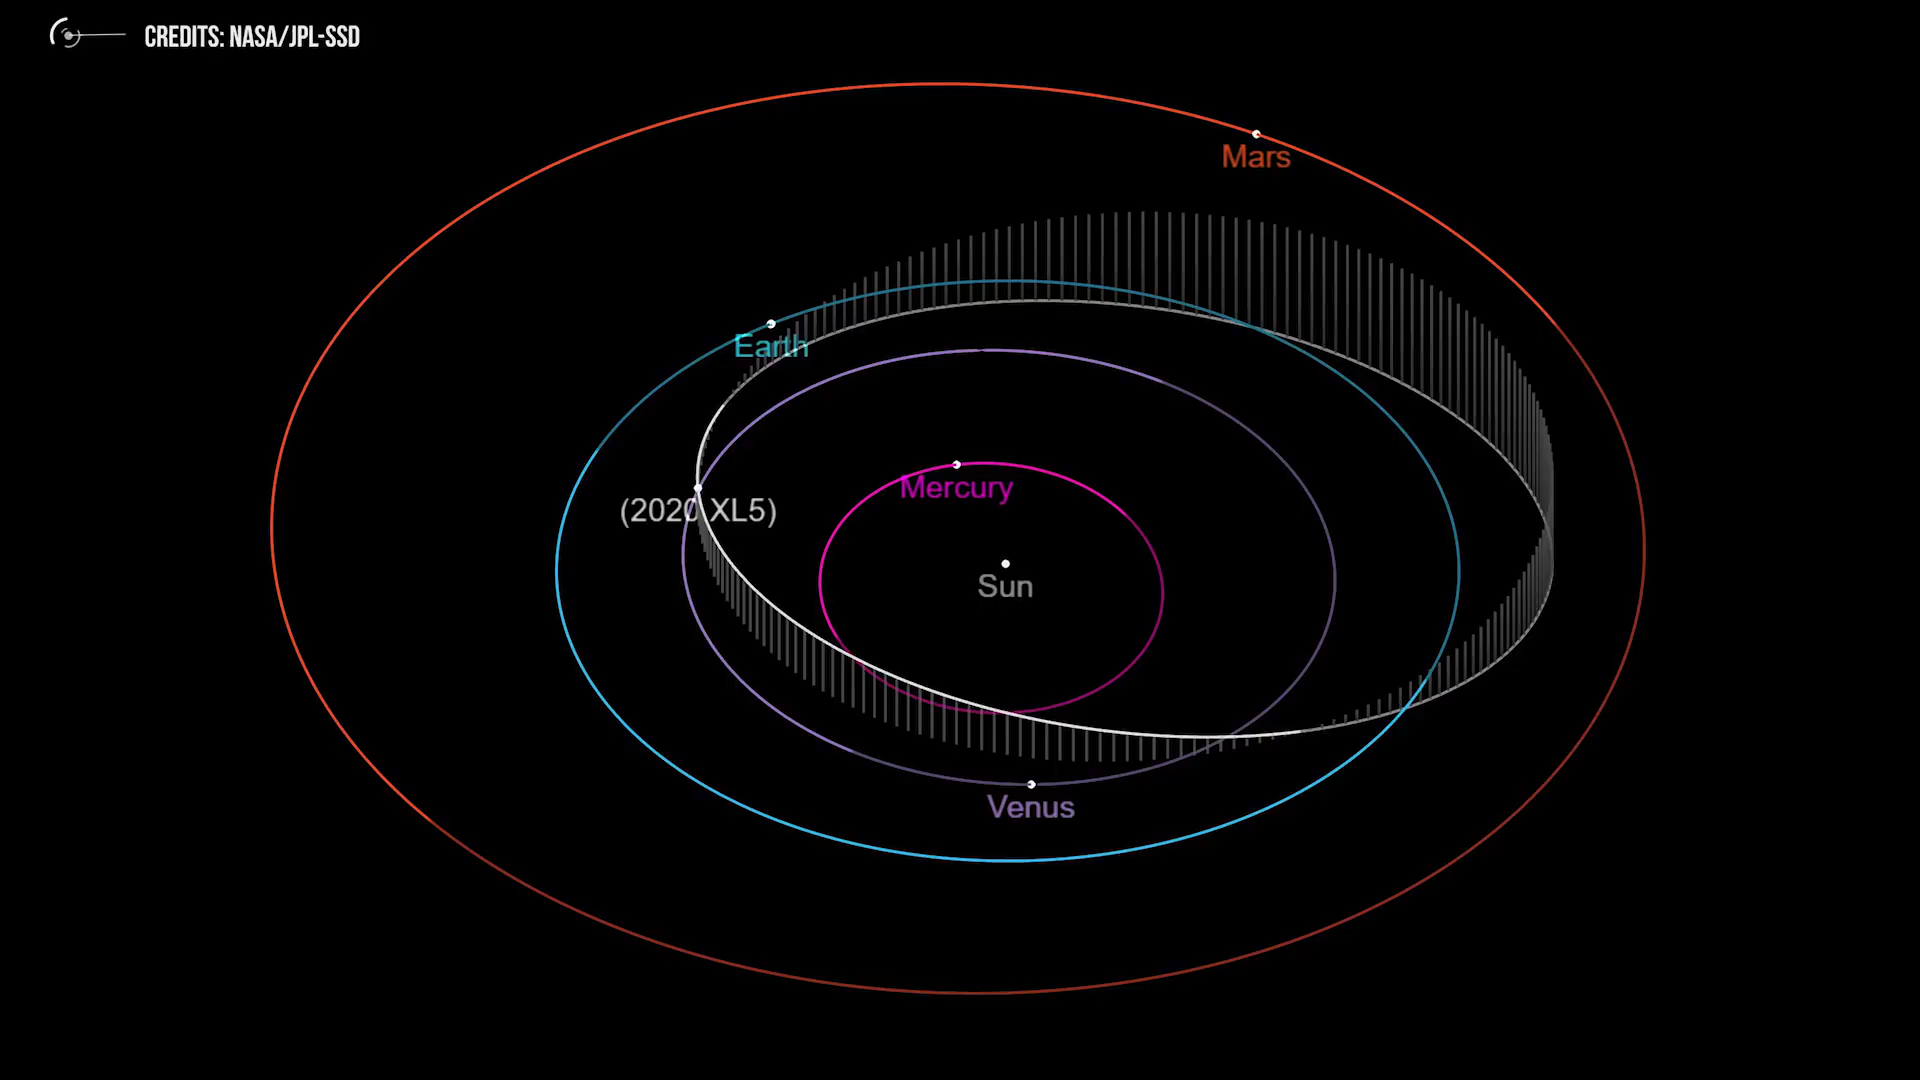 CREDITS: NASA/JPL-SSD
Mars
Earth
Mercury
(2020 XL5)
Sun
Venus